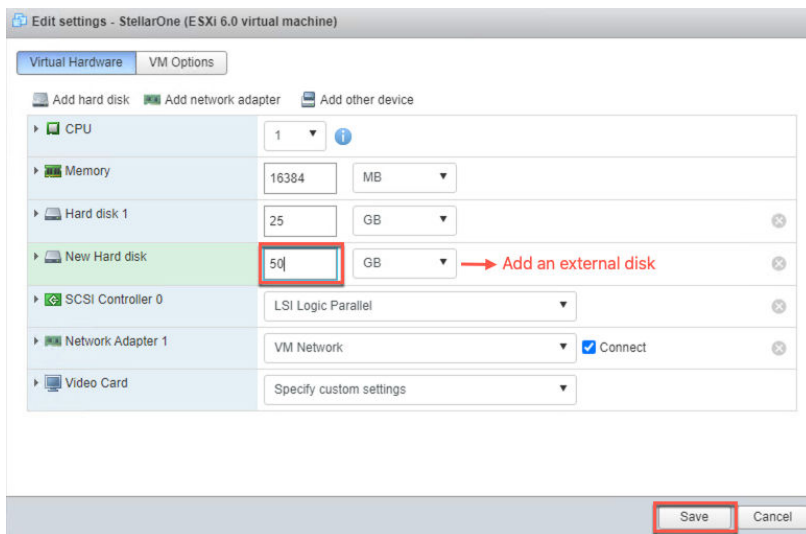 Edit settings - StellarOne (ESXi 6.0 virtual machine)
Virtual Hardware VM Options
Add hard disk Add network adapter Add other device
CPU 1
Memory 16384 MB
Hard disk 1 25 GB
New Hard disk 50 GB Add an external disk
SCSI Controller 0 LSI Logic Parallel
Network Adapter 1 VM Network Connect
Video Card Specify custom settings
Save Cancel